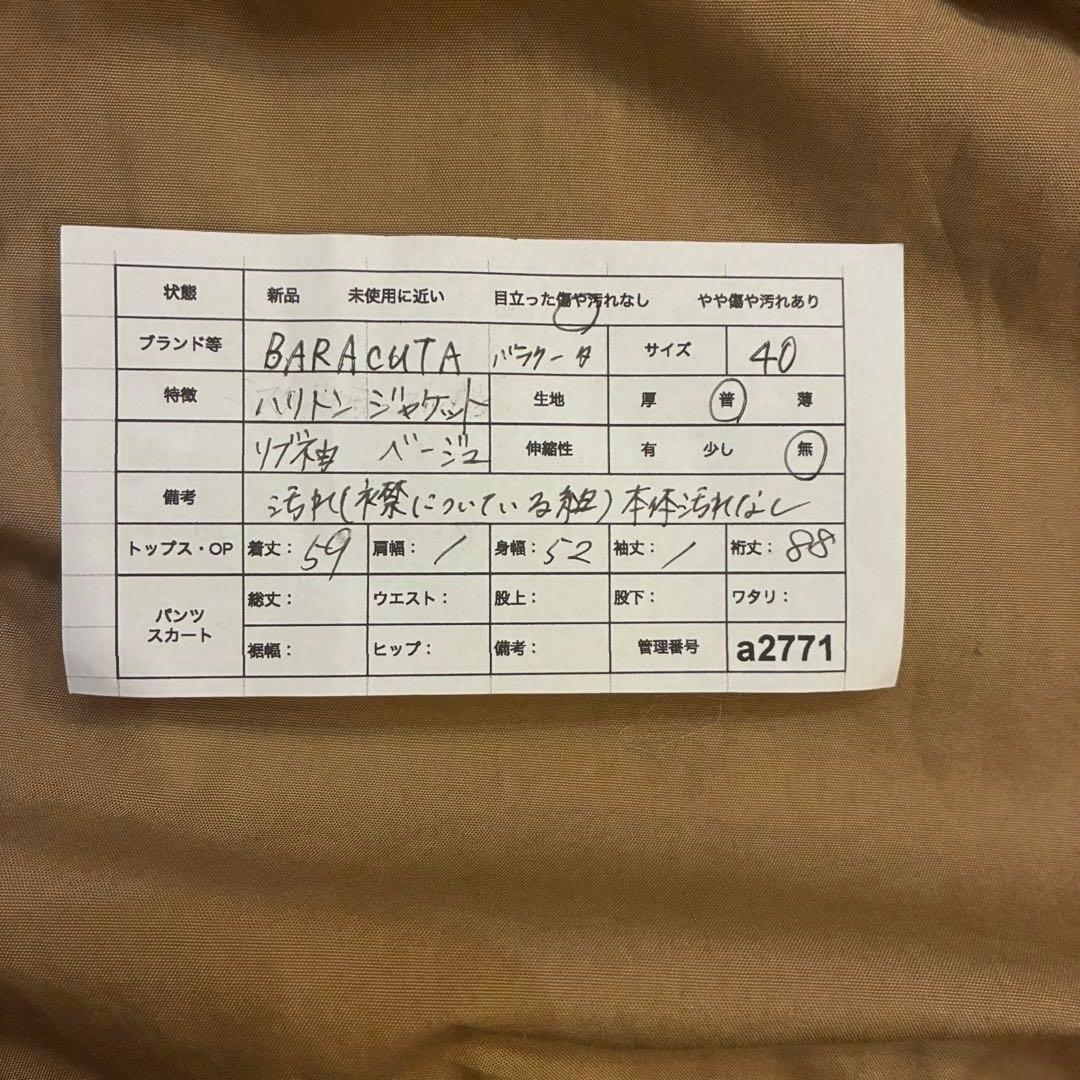 状態 新品 未使用に近い 目立った傷や汚れなし やや傷や汚れあり
ブランド等 BARACUTA バラクータ サイズ 40
特徴 ハリトンジャケット 生地 厚 普 薄
リブ袖 ベージュ 伸縮性 有 少し 無
備考 汚れ(襟についている紐)本体汚れなし
トップス・OP 着丈: 59 肩幅: / 身幅: 52 袖丈: / 裄丈: 88
パンツ スカート 総丈: ウエスト: 股上: 股下: ワタリ:
裾幅: ヒップ: 備考: 管理番号 a2771